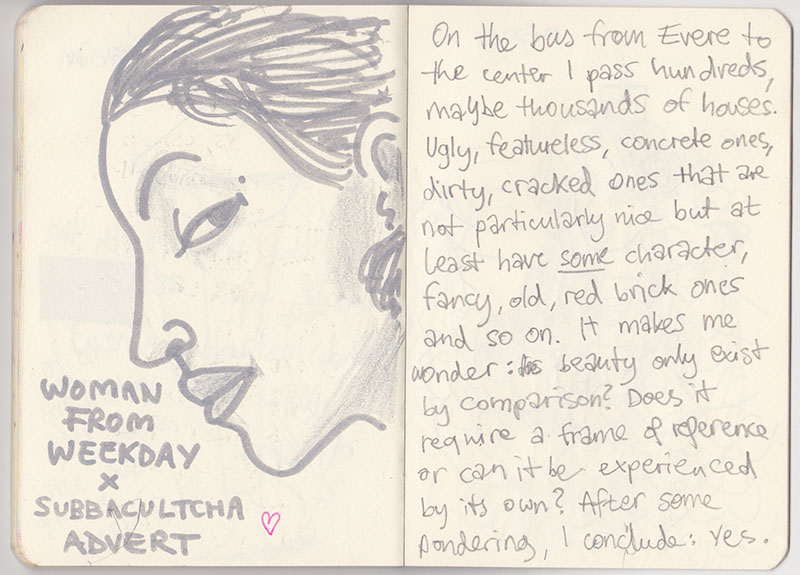 WOMAN
FROM
WEEKDAY
x
SUBBACULTCHA
ADVERT
On the bus from Evere to
the center I pass hundreds,
maybe thousands of houses.
Ugly, featureless, concrete ones,
dirty, cracked ones that are
not particularly nice but at
least have some character,
fancy, old, red brick ones
and so on. It makes me
wonder: does beauty only exist
by comparison? Does it
require a frame of reference
or can it be experienced
by its own? After some
pondering, I conclude: Yes.